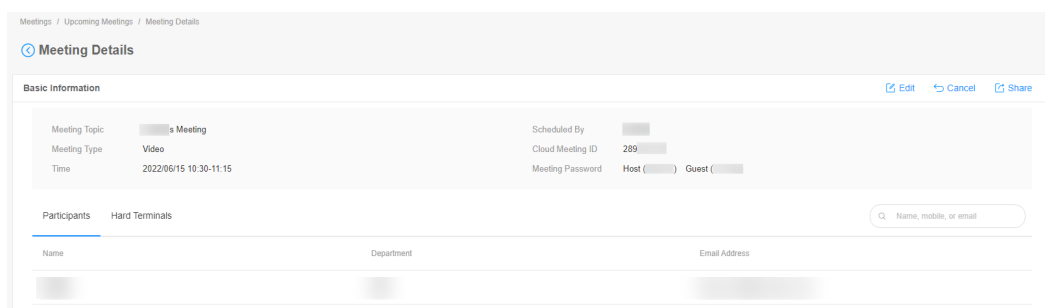 Meetings / Upcoming Meetings / Meeting Details
Meeting Details
Basic Information Edit Cancel Share
Meeting Topic s Meeting Scheduled By
Meeting Type Video Cloud Meeting ID 289
Time 2022/06/15 10:30-11:15 Meeting Password Host ( ) Guest (
Participants Hard Terminals Name, mobile, or email
Name Department Email Address